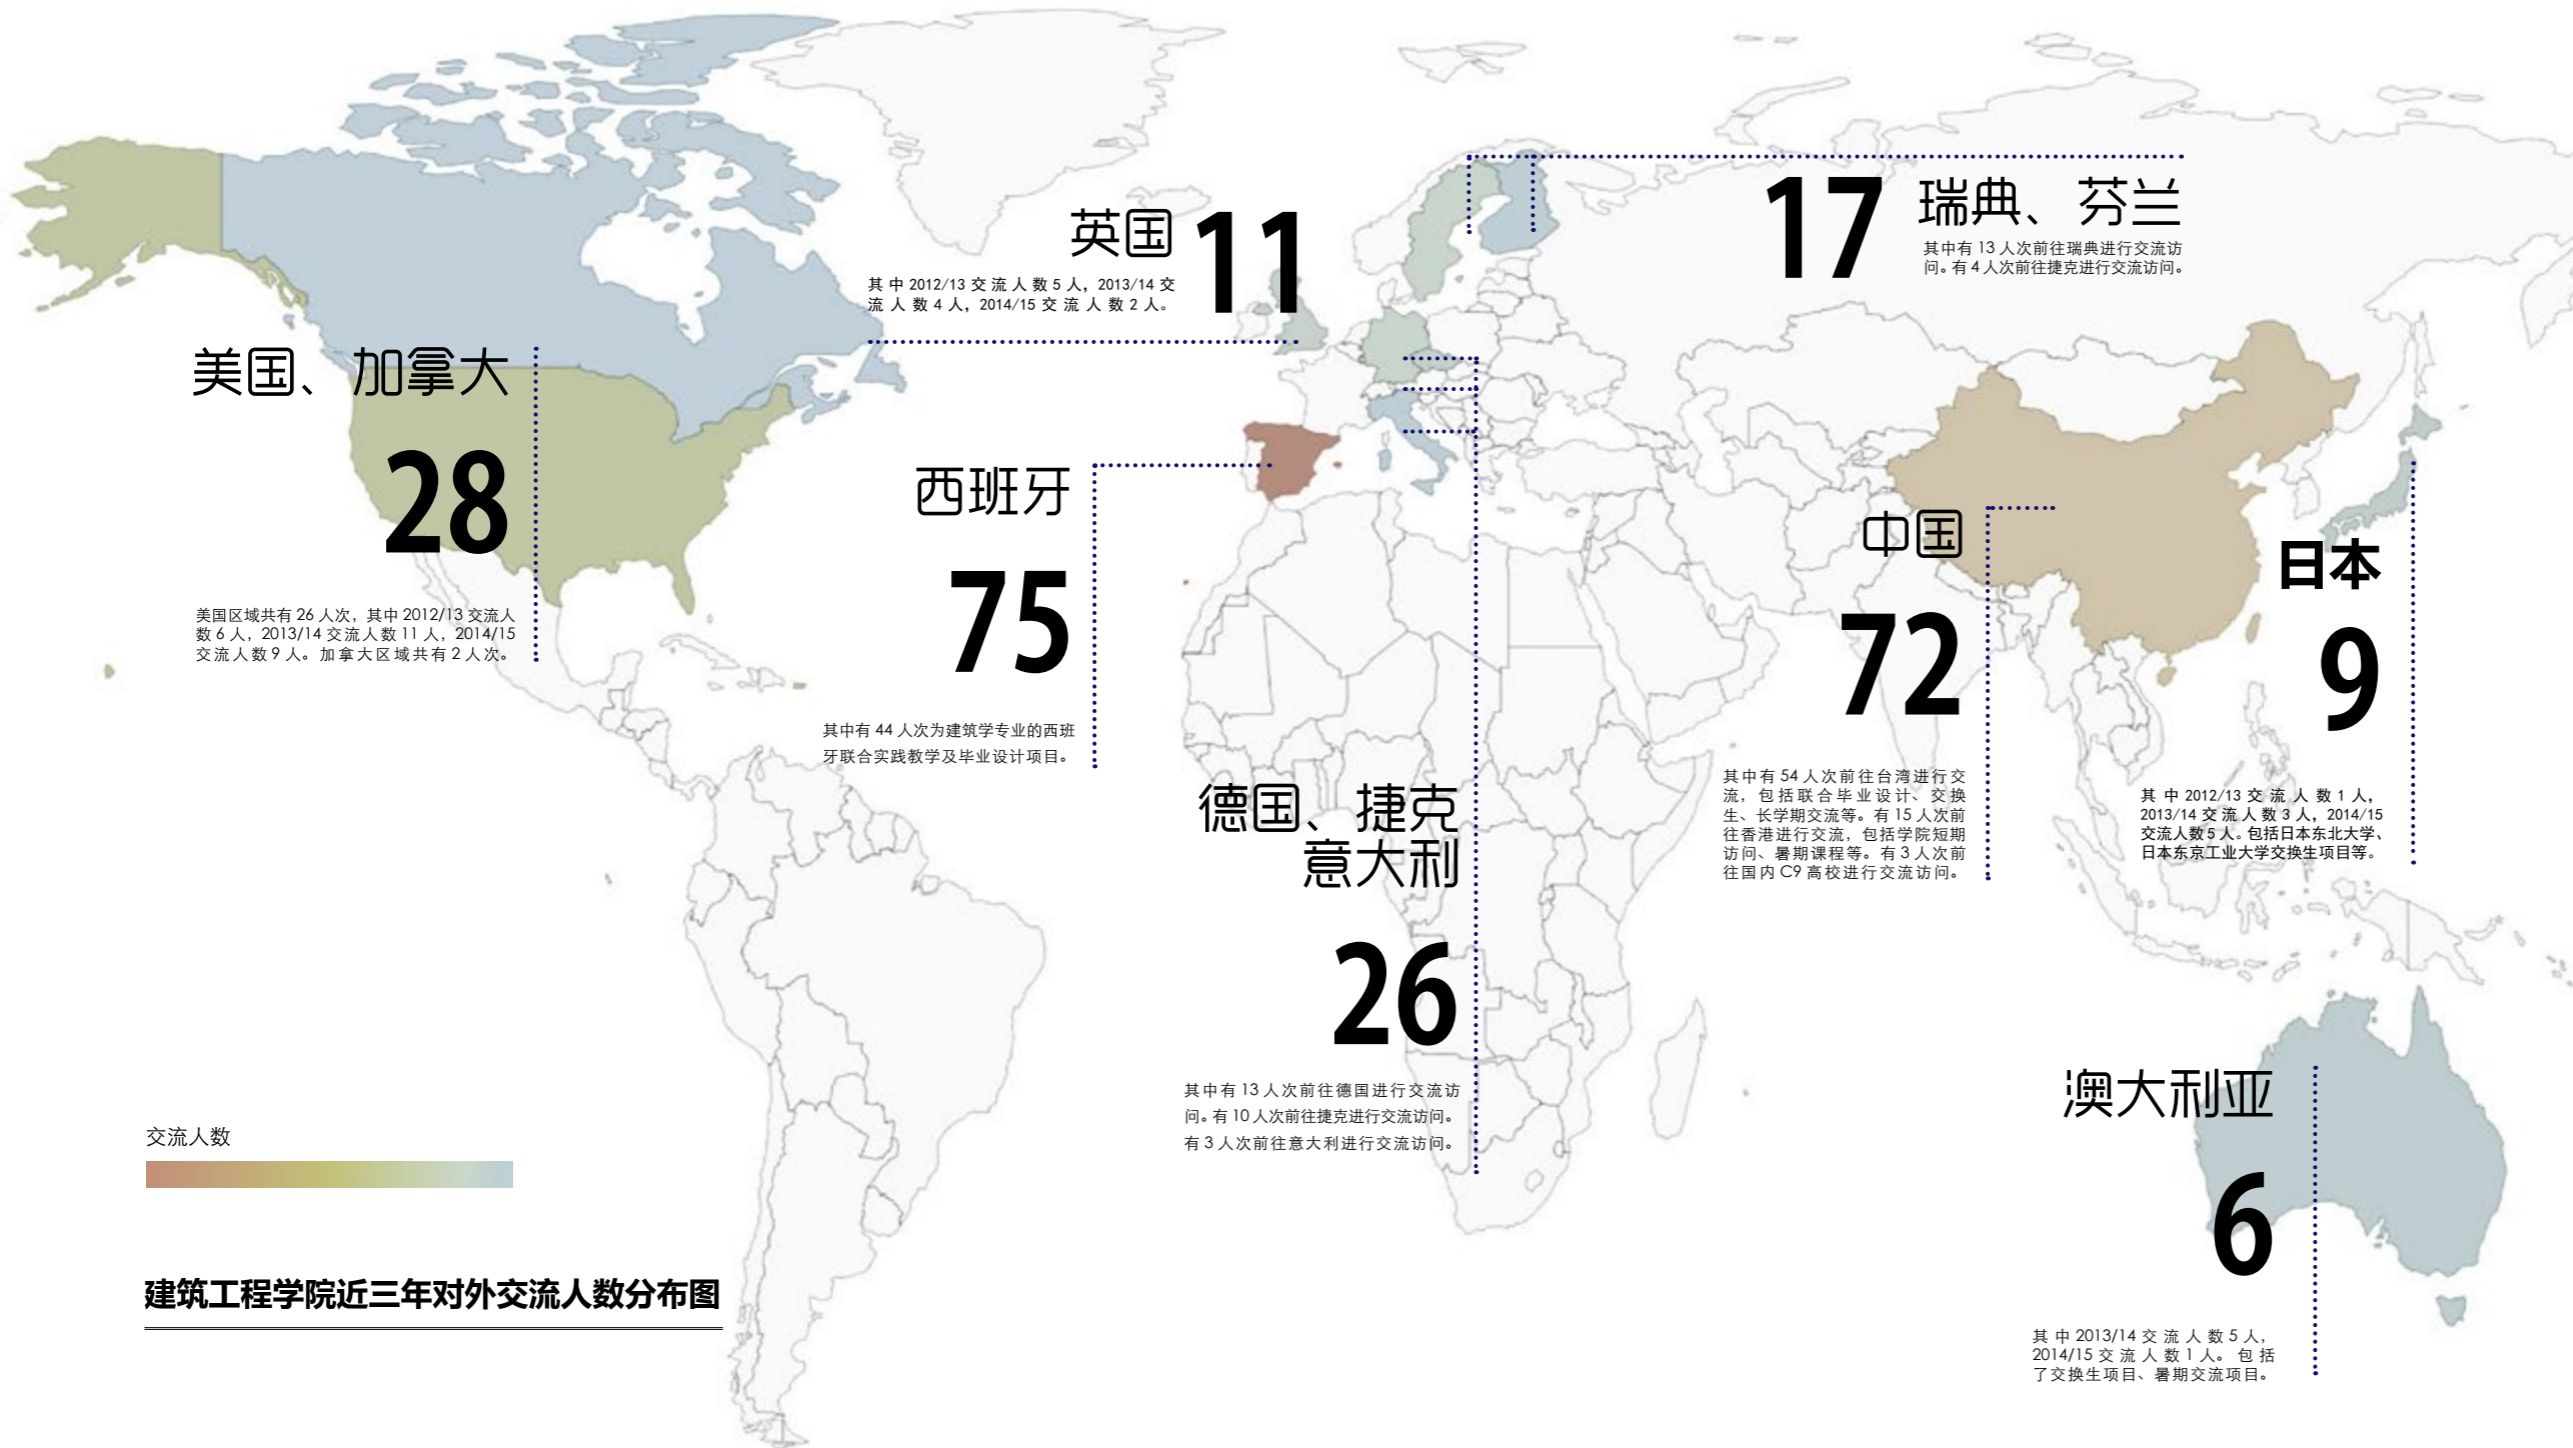 英国
11
其中2012/13交流人数5人，2013/14交
流人数4人，2014/15交流人数2人。
17
瑞典、芬兰
其中有13人次前往瑞典进行交流访
问。有4人次前往捷克进行交流访问。
美国、加拿大
28
美国区域共有26人次，其中2012/13交流人
数6人，2013/14交流人数11人，2014/15
交流人数9人。加拿大区域共有2人次。
西班牙
75
其中有44人次为建筑学专业的西班
牙联合实践教学及毕业设计项目。
德国、捷克
意大利
26
其中有13人次前往德国进行交流访
问。有10人次前往捷克进行交流访问。
有3人次前往意大利进行交流访问。
中国
72
其中有54人次前往台湾进行交
流，包括联合毕业设计、交换
生、长学期交流等。有15人次前
往香港进行交流，包括学院短期
访问、暑期课程等。有3人次前
往国内C9高校进行交流访问。
日本
9
其中2012/13交流人数1人，
2013/14交流人数3人，2014/15
交流人数5人。包括日本东北大学、
日本东京工业大学交换生项目等。
澳大利亚
6
其中2013/14交流人数5人，
2014/15交流人数1人。包括
了交换生项目、暑期交流项目。
交流人数
建筑工程学院近三年对外交流人数分布图